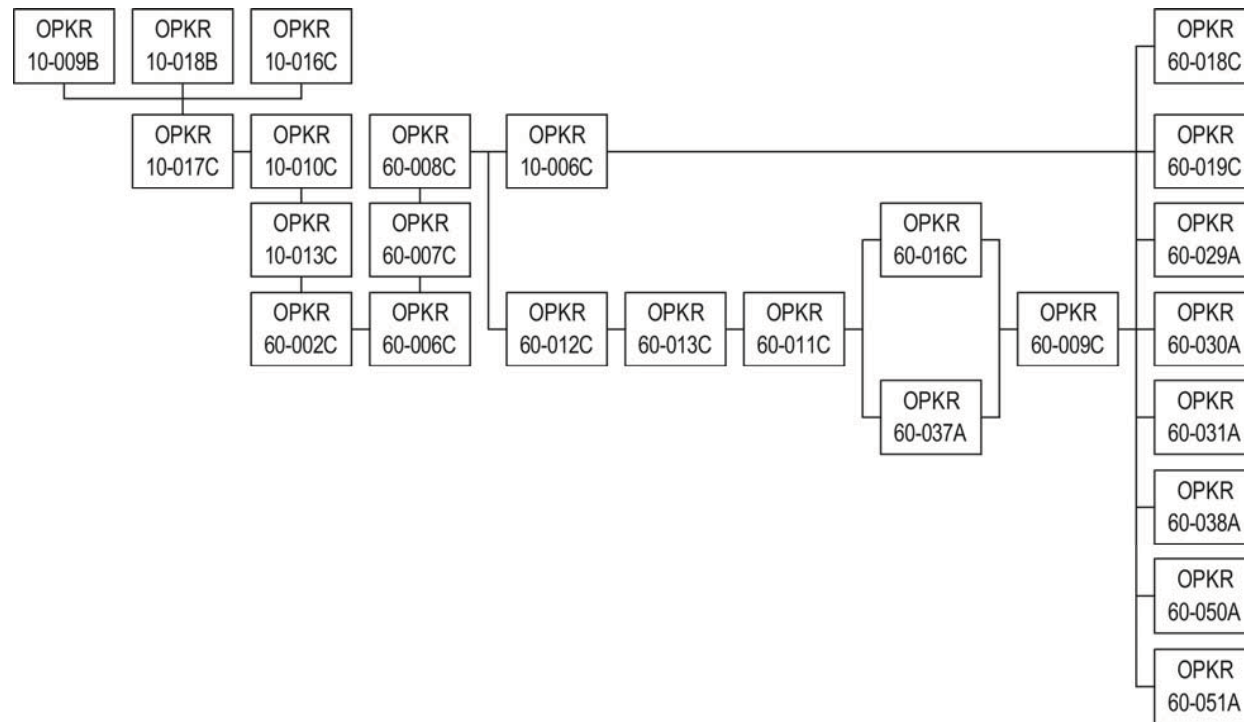 OPKR
10-009B
OPKR
10-018B
OPKR
10-016C
OPKR
60-018C
OPKR
10-017C
OPKR
10-010C
OPKR
60-008C
OPKR
10-006C
OPKR
60-019C
OPKR
10-013C
OPKR
60-007C
OPKR
60-016C
OPKR
60-029A
OPKR
60-002C
OPKR
60-006C
OPKR
60-012C
OPKR
60-013C
OPKR
60-011C
OPKR
60-009C
OPKR
60-030A
OPKR
60-037A
OPKR
60-031A
OPKR
60-038A
OPKR
60-050A
OPKR
60-051A